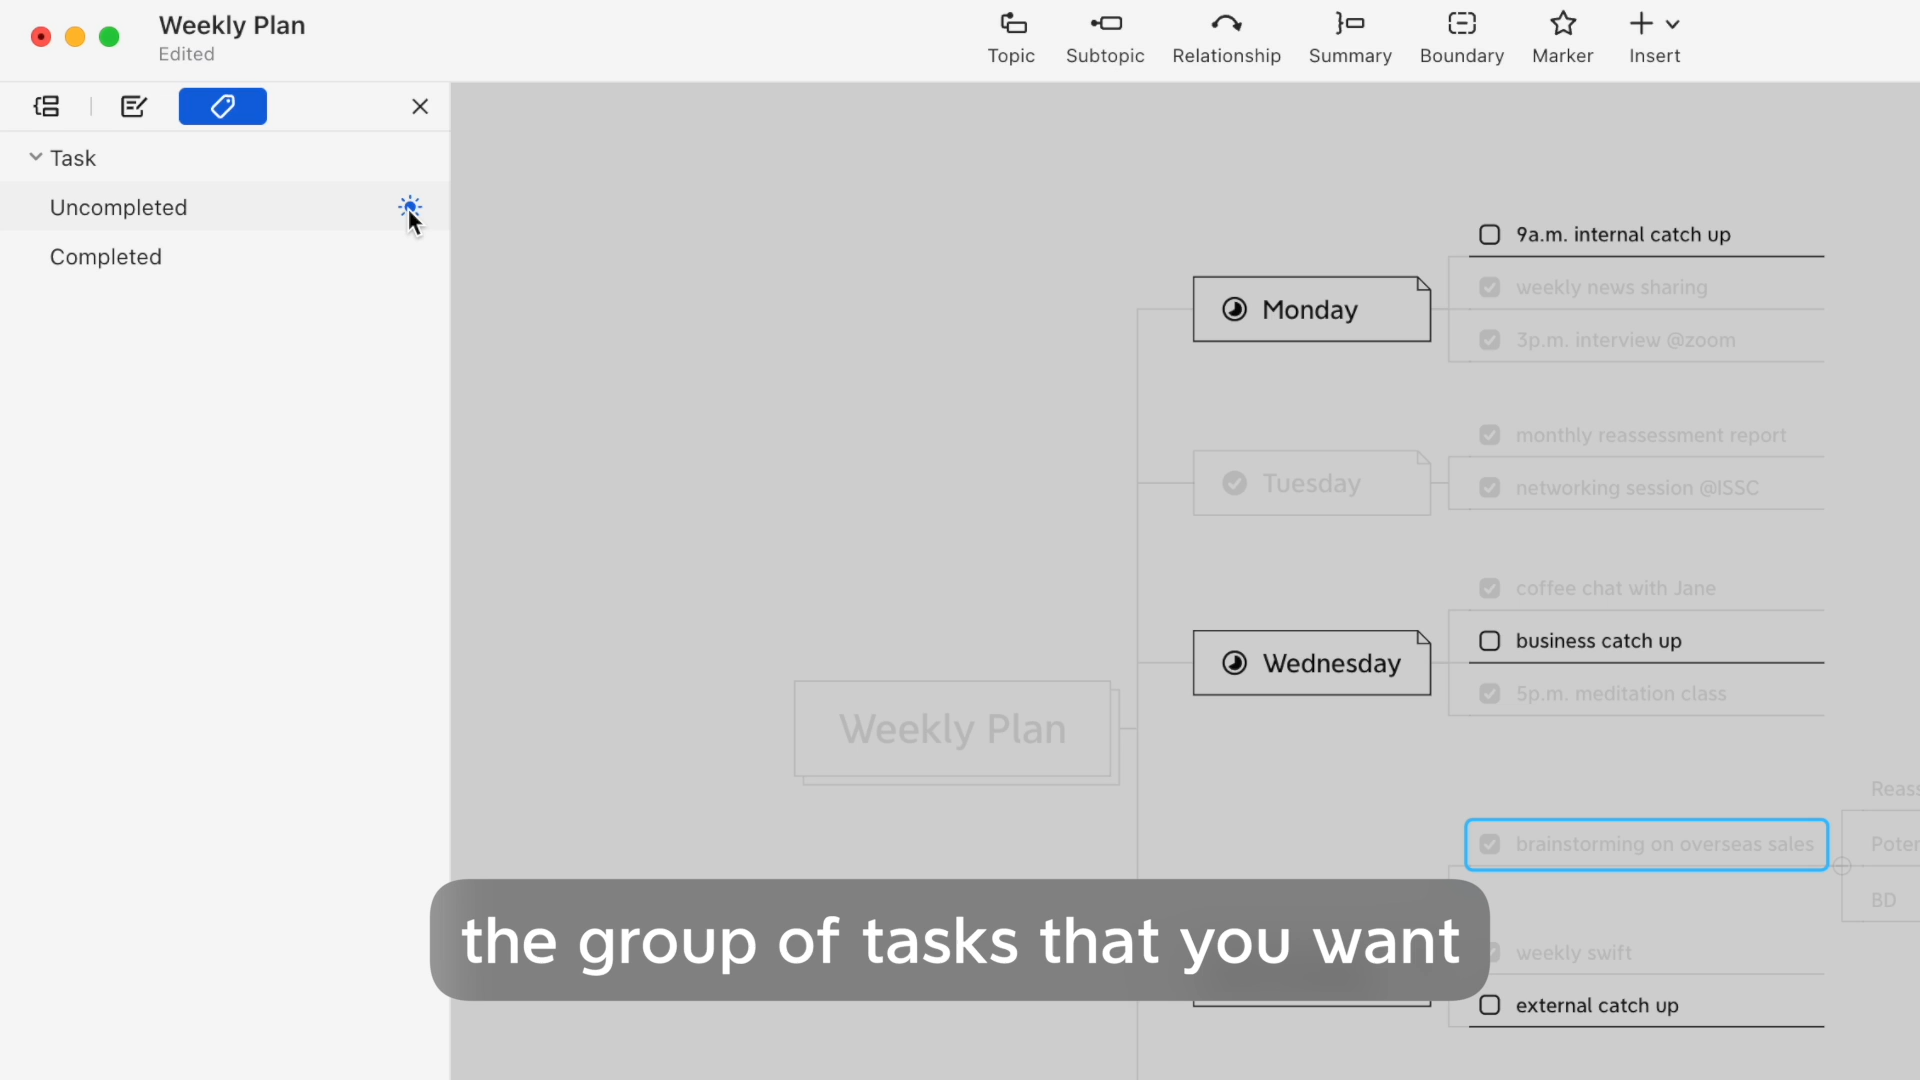 Weekly Plan
Edited
Topic
Subtopic
Relationship
Summary
Boundary
Marker
Insert
Task
Uncompleted
Completed
9a.m. internal catch up
weekly news sharing
3p.m. interview @zoom
Monday
monthly reassessment report
networking session @ISSC
Tuesday
coffee chat with Jane
business catch up
5p.m. meditation class
Wednesday
Weekly Plan
brainstorming on overseas sales
BD
weekly swift
external catch up
the group of tasks that you want